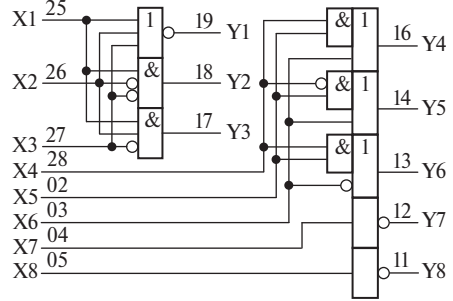 X1 25 1 19 Y1 & 16 Y4
X2 26 & 18 Y2 1
& 17 Y3 & 1 14 Y5
X3 27
X4 28 & 1 13 Y6
X5 02
X6 03 12 Y7
X7 04
X8 05 11 Y8